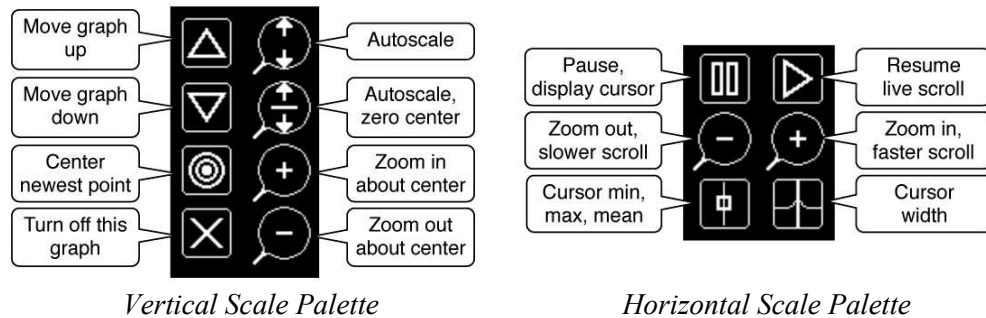 Move graph
up
Autoscale
Move graph
down
Autoscale,
zero center
Center
newest point
Zoom in
about center
Turn off this
graph
Zoom out
about center
Vertical Scale Palette
Pause,
display cursor
Resume
live scroll
Zoom out,
slower scroll
Zoom in,
faster scroll
Cursor min,
max, mean
Cursor
width
Horizontal Scale Palette